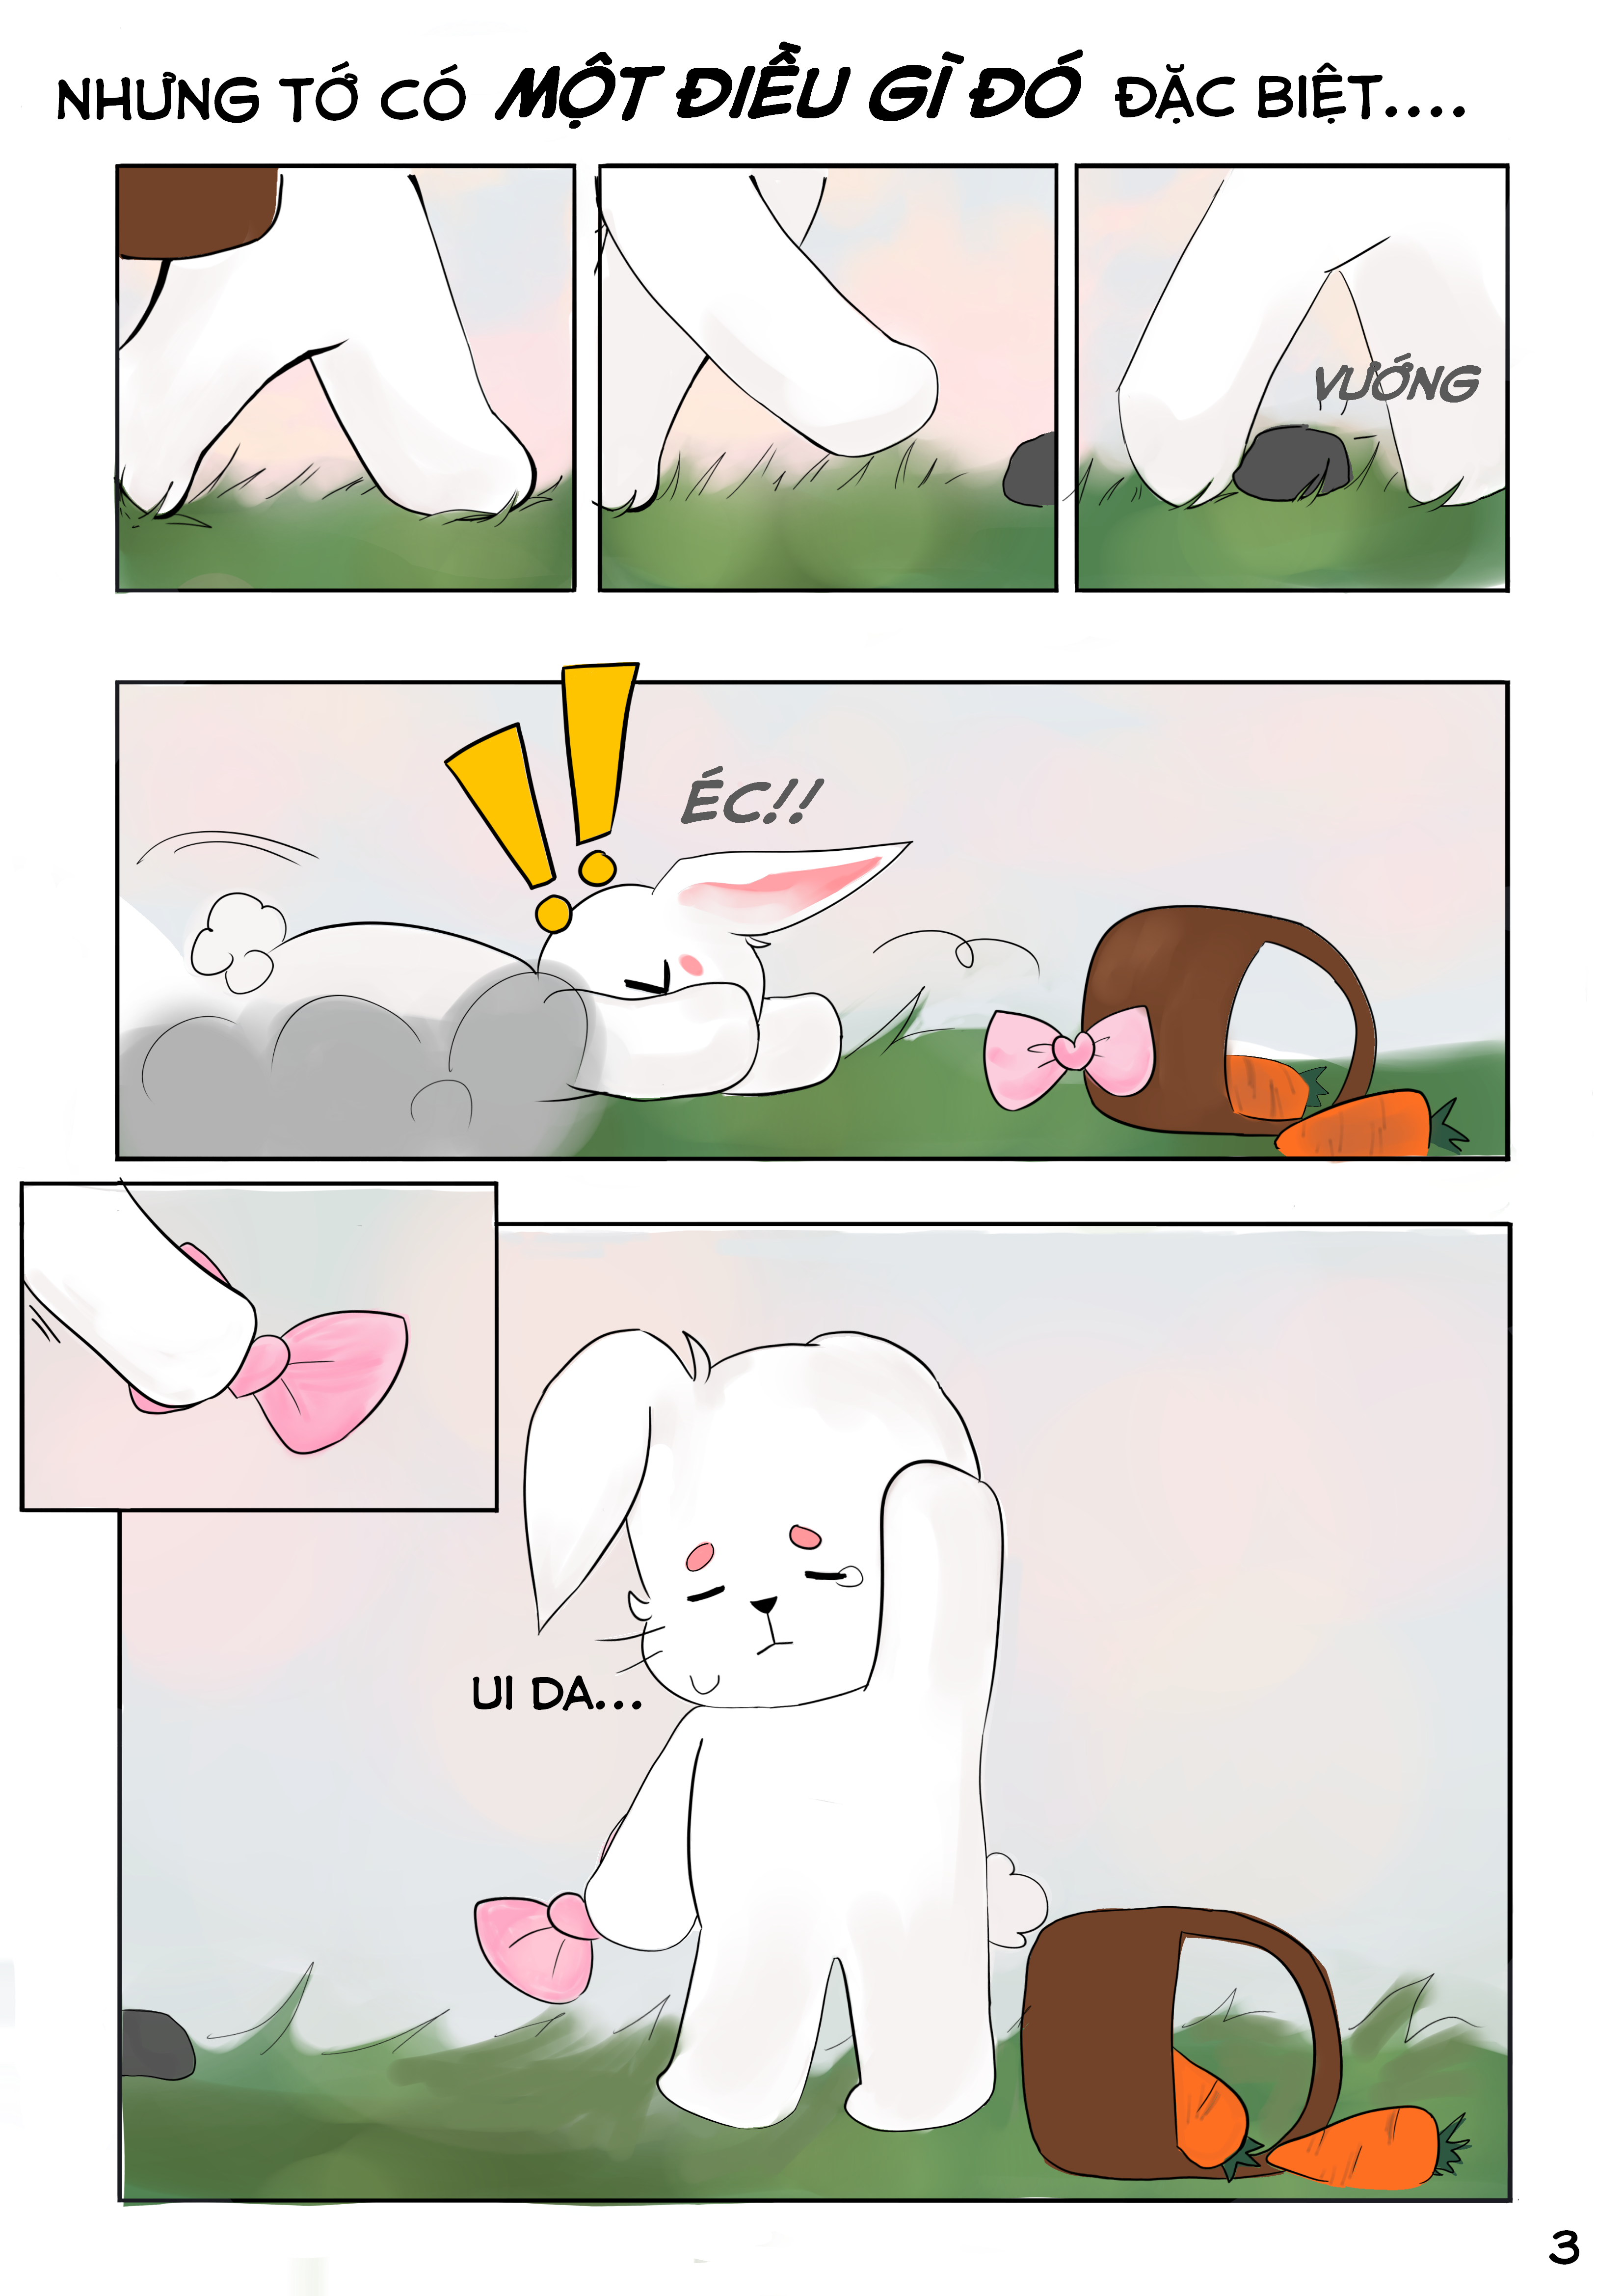 NHƯNG TỚ CÓ MỘT ĐIỀU GÌ ĐÓ ĐẶC BIỆT....
VƯỚNG
ÉC!!
UI DA...
3